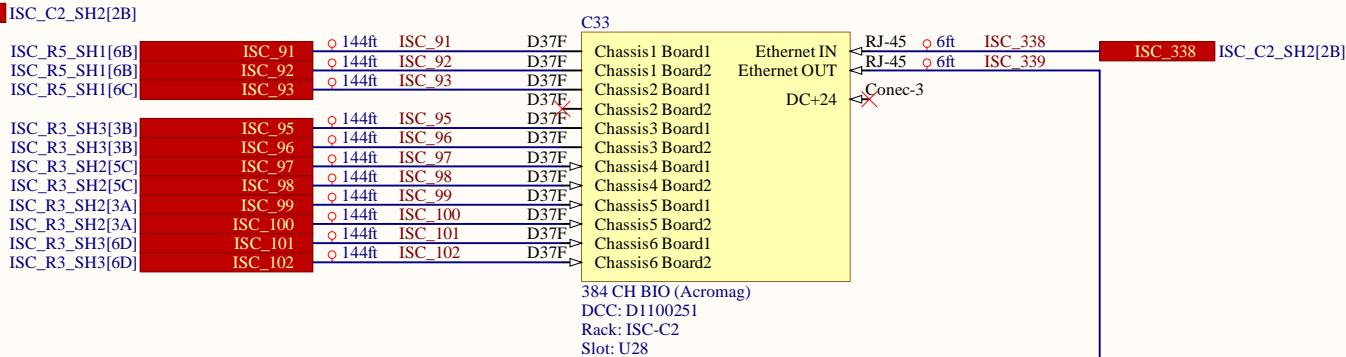 ISC_C2_SH2[2B]
C33
ISC_R5_SH1[6B] ISC_91 144ft ISC_91 D37F Chassis1 Board1 Ethernet IN RJ-45 6ft ISC_338 ISC_338 ISC_C2_SH2[2B]
ISC_R5_SH1[6B] ISC_92 144ft ISC_92 D37F Chassis1 Board2 Ethernet OUT RJ-45 6ft ISC_339
ISC_R5_SH1[6C] ISC_93 144ft ISC_93 D37F Chassis2 Board1 DC+24 Conec-3
D37F Chassis2 Board2
ISC_R3_SH3[3B] ISC_95 144ft ISC_95 D37F Chassis3 Board1
ISC_R3_SH3[3B] ISC_96 144ft ISC_96 D37F Chassis3 Board2
ISC_R3_SH2[5C] ISC_97 144ft ISC_97 D37F Chassis4 Board1
ISC_R3_SH2[5C] ISC_98 144ft ISC_98 D37F Chassis4 Board2
ISC_R3_SH2[3A] ISC_99 144ft ISC_99 D37F Chassis5 Board1
ISC_R3_SH2[3A] ISC_100 144ft ISC_100 D37F Chassis5 Board2
ISC_R3_SH3[6D] ISC_101 144ft ISC_101 D37F Chassis6 Board1
ISC_R3_SH3[6D] ISC_102 144ft ISC_102 D37F Chassis6 Board2
384 CH BIO (Acromag)
DCC: D1100251
Rack: ISC-C2
Slot: U28